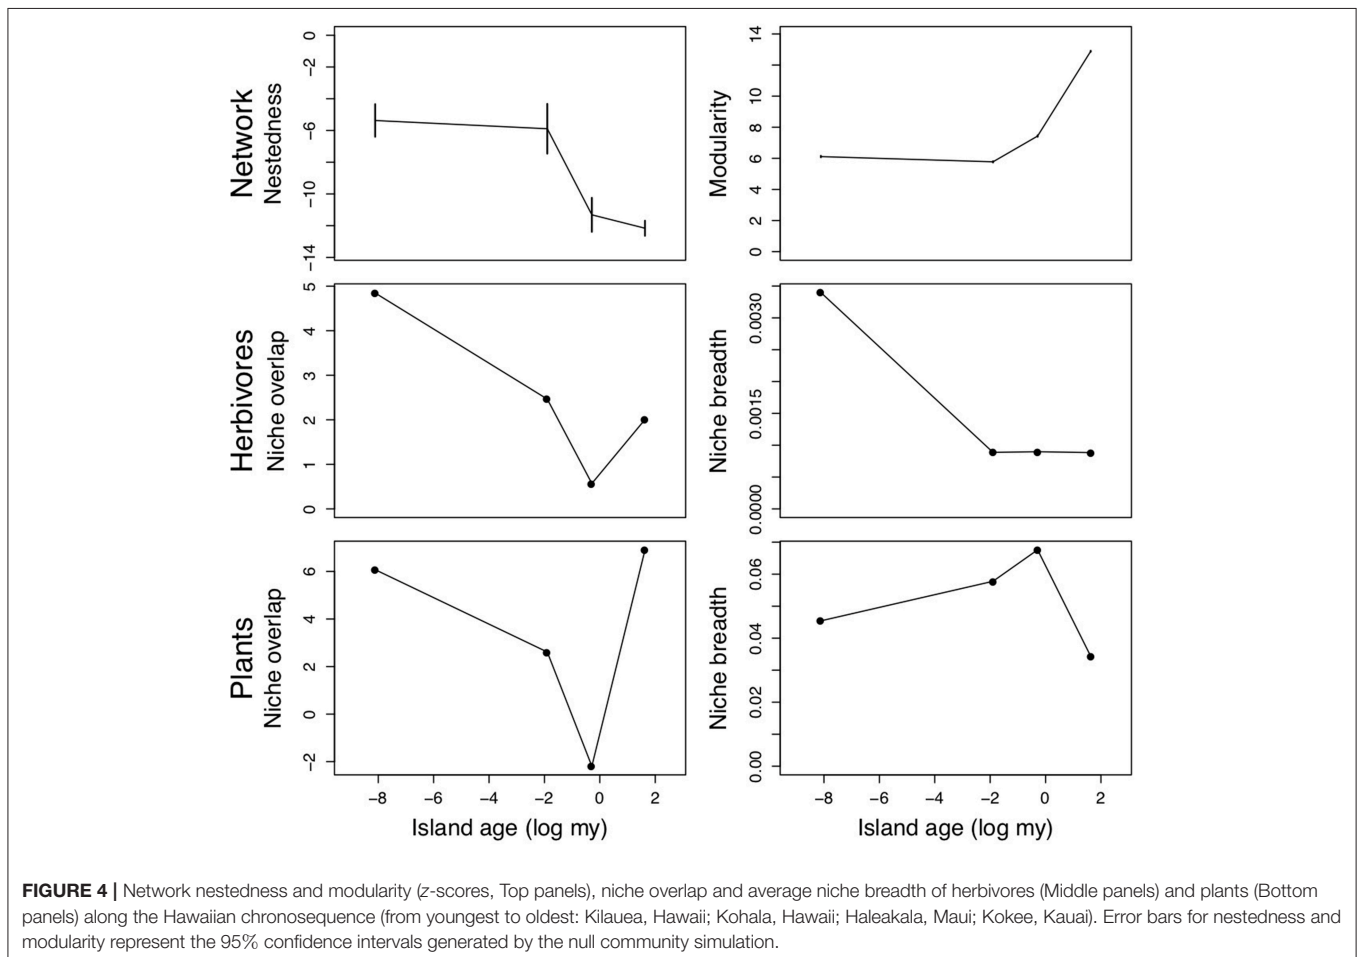 Network
Nestedness
0
−2
−6
−10
−14
Modularity
14
10
8
6
4
2
0
Herbivores
Niche overlap
5
4
3
2
1
0
Niche breadth
0.0030
0.0015
0.0000
Plants
Niche overlap
6
4
2
0
−2
Niche breadth
0.06
0.04
0.02
0.00
−8 −6 −4 −2 0 2
Island age (log my)
−8 −6 −4 −2 0 2
Island age (log my)
FIGURE 4 | Network nestedness and modularity (z-scores, Top panels), niche overlap and average niche breadth of herbivores (Middle panels) and plants (Bottom
panels) along the Hawaiian chronosequence (from youngest to oldest: Kilauea, Hawaii; Kohala, Hawaii; Haleakala, Maui; Kokee, Kauai). Error bars for nestedness and
modularity represent the 95% confidence intervals generated by the null community simulation.